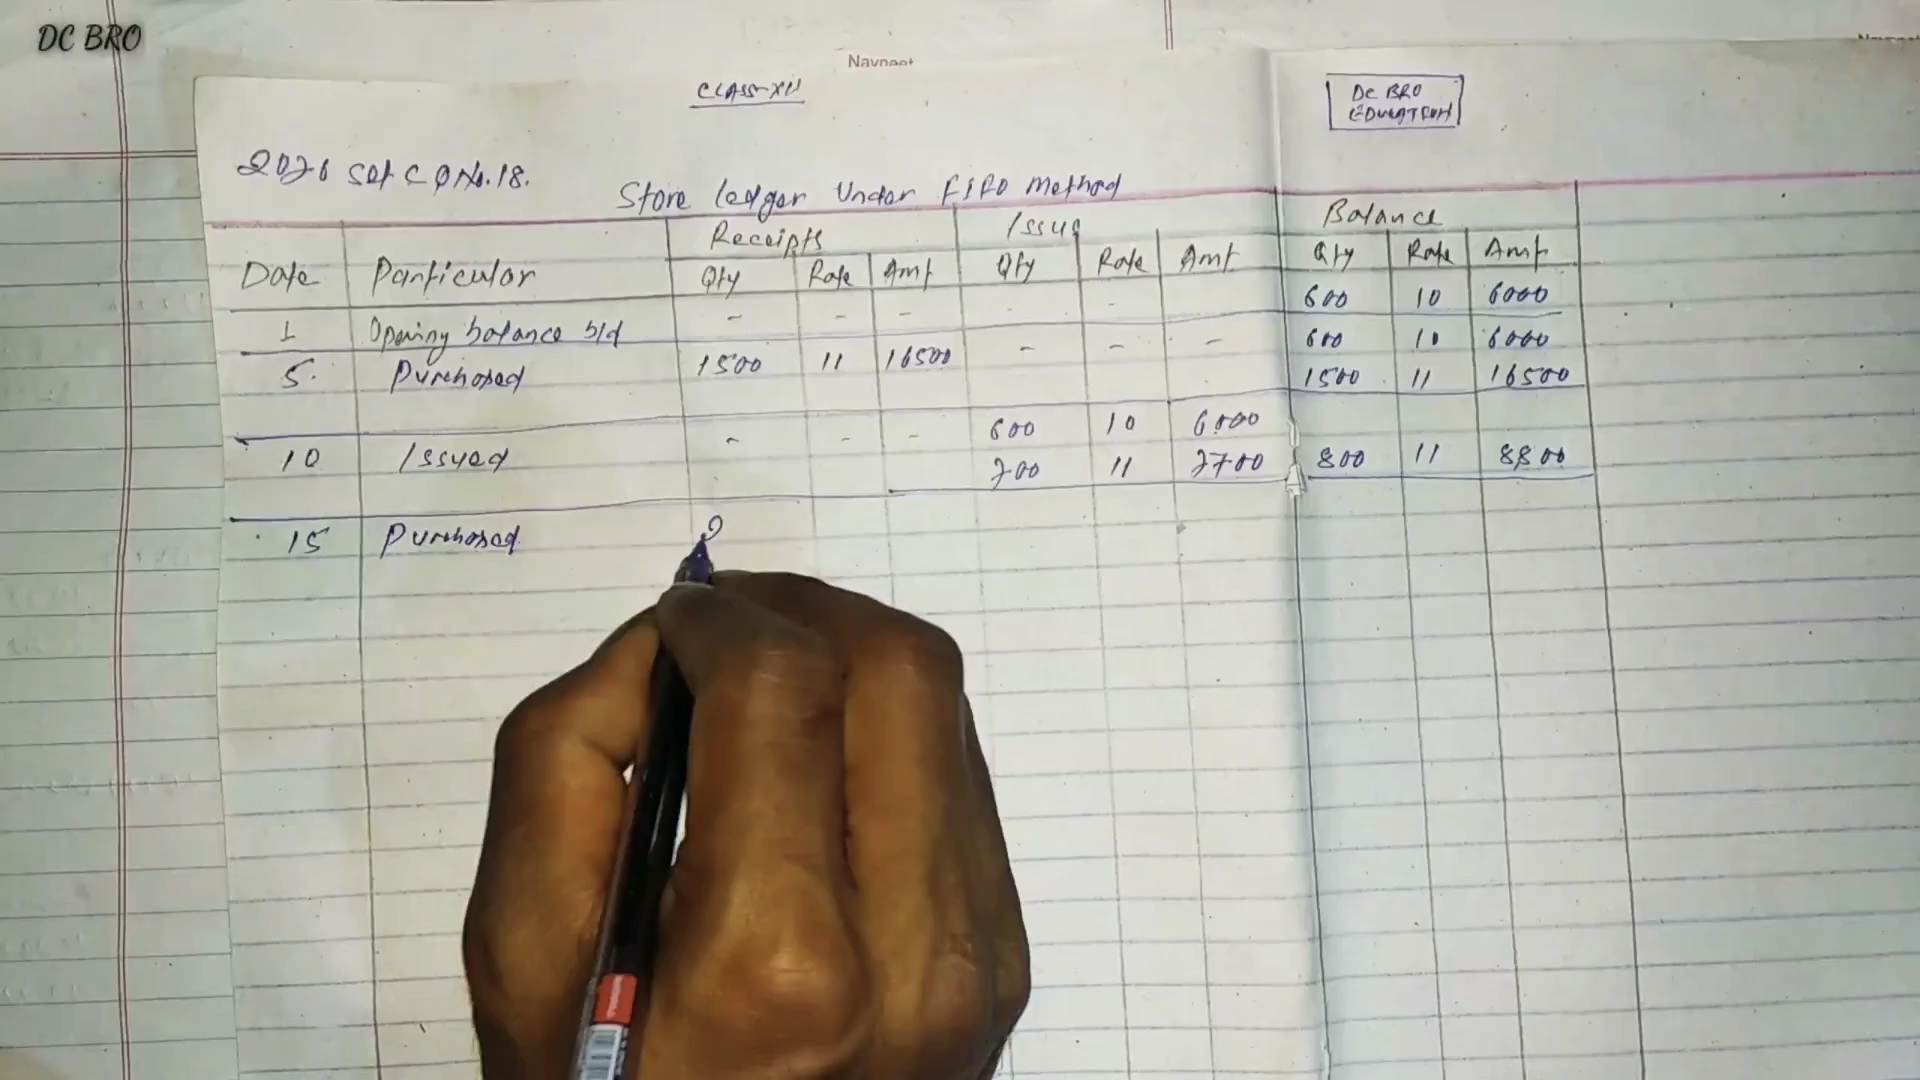 DC BRO
Navneet
CLASS-XII
DC BRO
EDUCATION
2076 Set C Q No. 18.
Store ledger Under FIFO Method
Receipts Issue Balance
Date Particular Qty Rate Amt Qty Rate Amt Qty Rate Amt
1 Opening balance b/d - - - - - 600 10 6000
5. Purchased 1500 11 16500 - - - 600 10 6000
1500 11 16500
10 Issued - - - 600 10 6000
700 11 7700 800 11 8800
15 Purchased 2